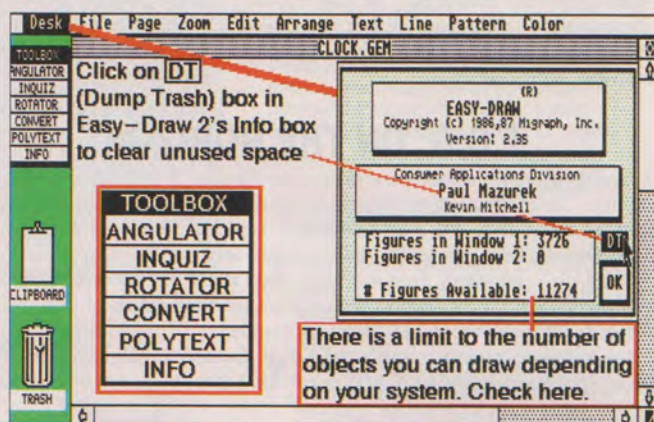 Desk File Page Zoom Edit Arrange Text Line Pattern Color
CLOCK.GEM
TOOLBOX
ANGULATOR
INQUIZ
ROTATOR
CONVERT
POLYTEXT
INFO
CLIPBOARD
TRASH
Click on DT
(Dump Trash) box in
Easy-Draw 2's Info box
to clear unused space
TOOLBOX
ANGULATOR
INQUIZ
ROTATOR
CONVERT
POLYTEXT
INFO
(R)
EASY-DRAW
Copyright (c) 1986,87 Migraph, Inc.
Version: 2.35
Consumer Applications Division
Paul Mazurek
Kevin Mitchell
Figures in Window 1: 3726
Figures in Window 2: 0
# Figures Available: 11274
DT
OK
There is a limit to the number of
objects you can draw depending
on your system. Check here.